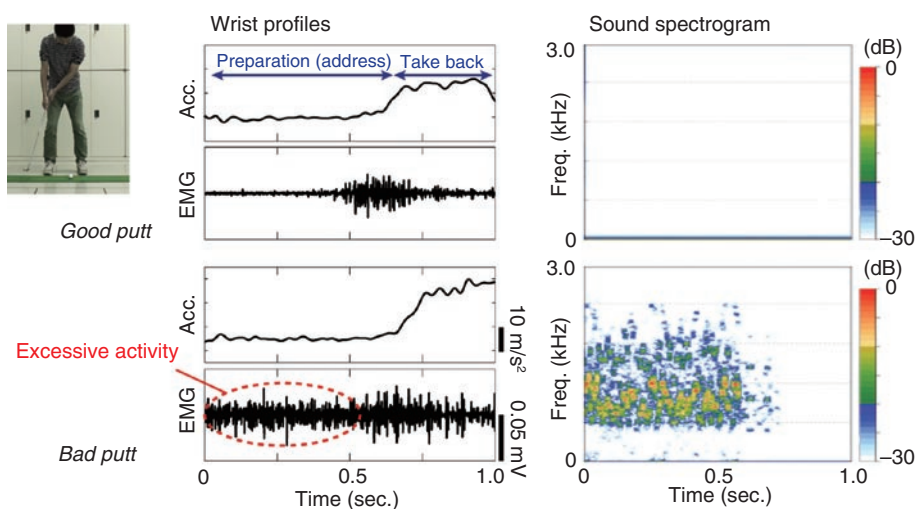 Wrist profiles
Sound spectrogram
Preparation (address)
Take back
Acc.
EMG
Good putt
3.0
Freq. (kHz)
0
(dB)
0
–30
Acc.
10 m/s²
Excessive activity
EMG
0.05 mV
Bad putt
0
0.5
1.0
Time (sec.)
3.0
Freq. (kHz)
0
0
0.5
1.0
Time (sec.)
(dB)
0
–30